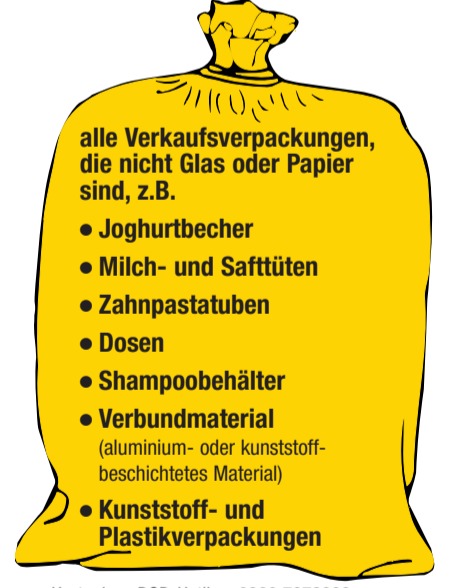 alle Verkaufsverpackungen,
die nicht Glas oder Papier
sind, z.B.
• Joghurtbecher
• Milch- und Safttüten
• Zahnpastatuben
• Dosen
• Shampoobehälter
• Verbundmaterial
(aluminium- oder kunststoff-
beschichtetes Material)
• Kunststoff- und
Plastikverpackungen